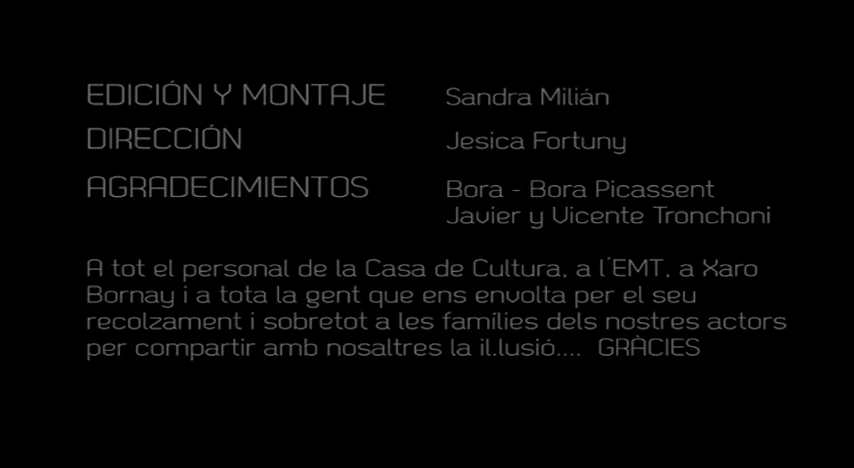 EDICIÓN Y MONTAJE Sandra Milián
DIRECCIÓN Jesica Fortuny
AGRADECIMIENTOS Bora - Bora Picassent
Javier y Vicente Tronchoni
A tot el personal de la Casa de Cultura, a l´EMT, a Xaro
Bornay i a tota la gent que ens envolta per el seu
recolzament i sobretot a les famílies dels nostres actors
per compartir amb nosaltres la il.lusió.... GRÀCIES